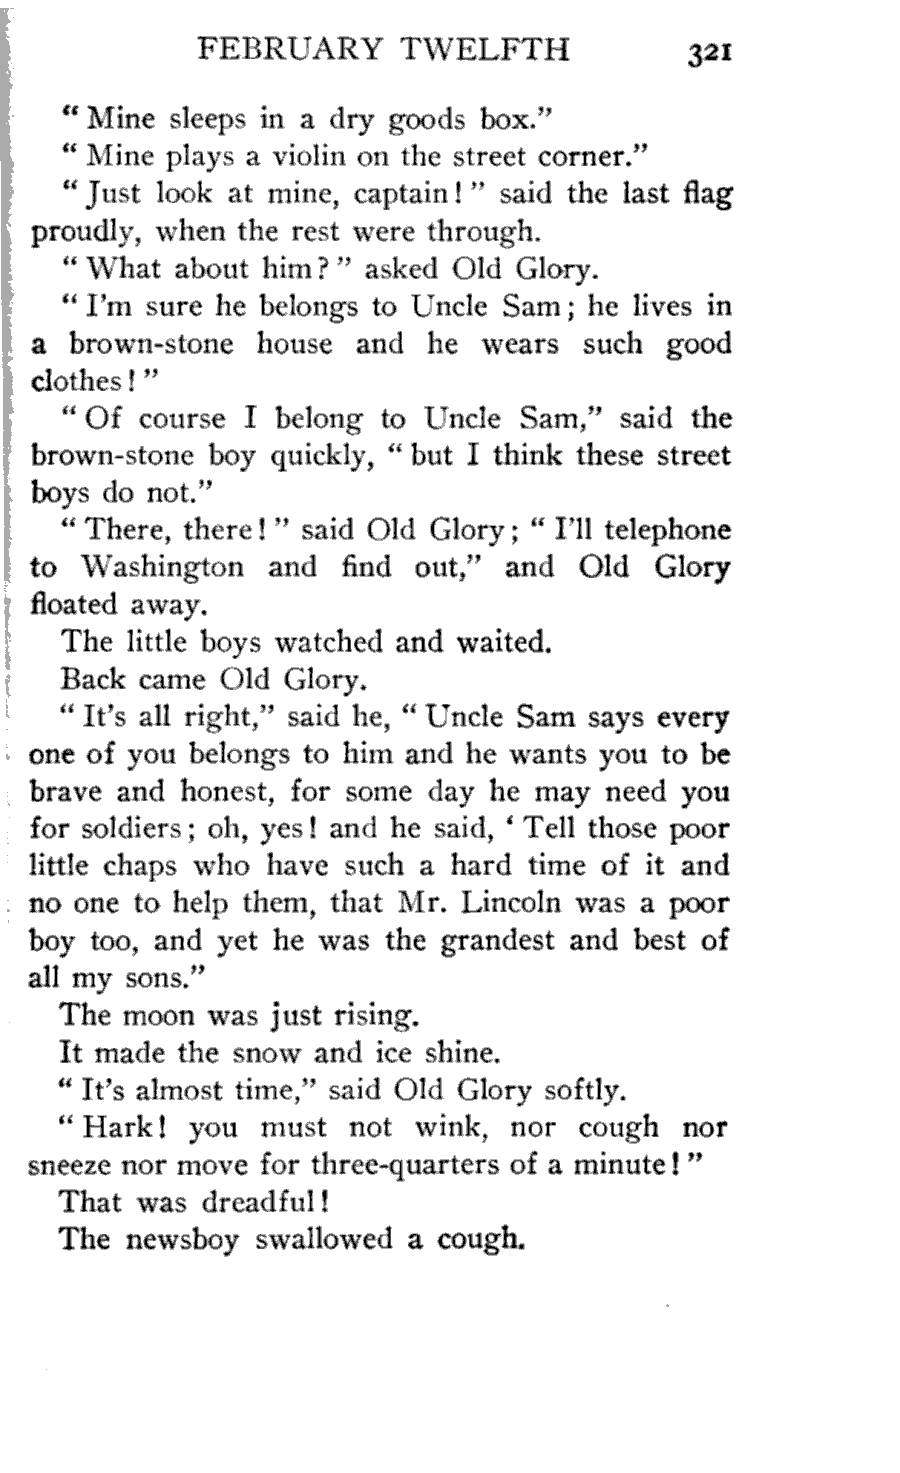 FEBRUARY TWELFTH 321
“ Mine sleeps in a dry goods box.”
“ Mine plays a violin on the street corner.”
“ Just look at mine, captain ! ” said the last flag
proudly, when the rest were through.
“ What about him ? ” asked Old Glory.
“ I’m sure he belongs to Uncle Sam ; he lives in
a brown-stone house and he wears such good
clothes ! ”
“ Of course I belong to Uncle Sam,” said the
brown-stone boy quickly, “ but I think these street
boys do not.”
“ There, there ! ” said Old Glory ; “ I’ll telephone
to Washington and find out,” and Old Glory
floated away.
The little boys watched and waited.
Back came Old Glory.
“ It’s all right,” said he, “ Uncle Sam says every
one of you belongs to him and he wants you to be
brave and honest, for some day he may need you
for soldiers ; oh, yes ! and he said, ‘ Tell those poor
little chaps who have such a hard time of it and
no one to help them, that Mr. Lincoln was a poor
boy too, and yet he was the grandest and best of
all my sons.”
The moon was just rising.
It made the snow and ice shine.
“ It’s almost time,” said Old Glory softly.
“ Hark ! you must not wink, nor cough nor
sneeze nor move for three-quarters of a minute ! ”
That was dreadful !
The newsboy swallowed a cough.